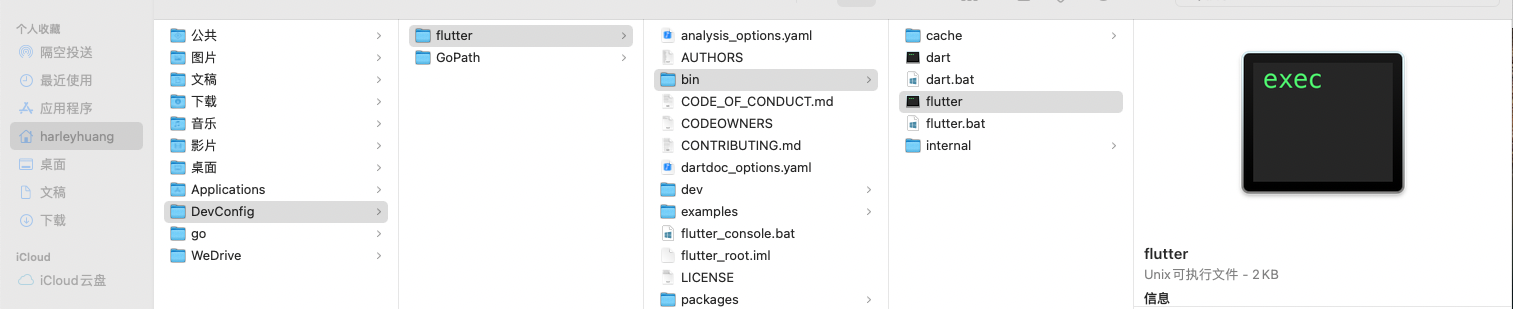 个人收藏
隔空投送
最近使用
应用程序
harleyhuang
桌面
文稿
下载
iCloud
iCloud云盘
公共
图片
文稿
下载
音乐
影片
桌面
Applications
DevConfig
go
WeDrive
flutter
GoPath
analysis_options.yaml
AUTHORS
bin
CODE_OF_CONDUCT.md
CODEOWNERS
CONTRIBUTING.md
dartdoc_options.yaml
dev
examples
flutter_console.bat
flutter_root.iml
LICENSE
packages
cache
dart
dart.bat
flutter
flutter.bat
internal
exec
flutter
Unix可执行文件 - 2 KB
信息